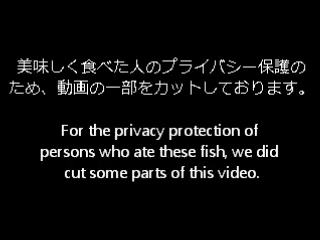 美味しく食べた人のプライバシー保護の
ため、動画の一部をカットしております。
For the privacy protection of
persons who ate these fish, we did
cut some parts of this video.